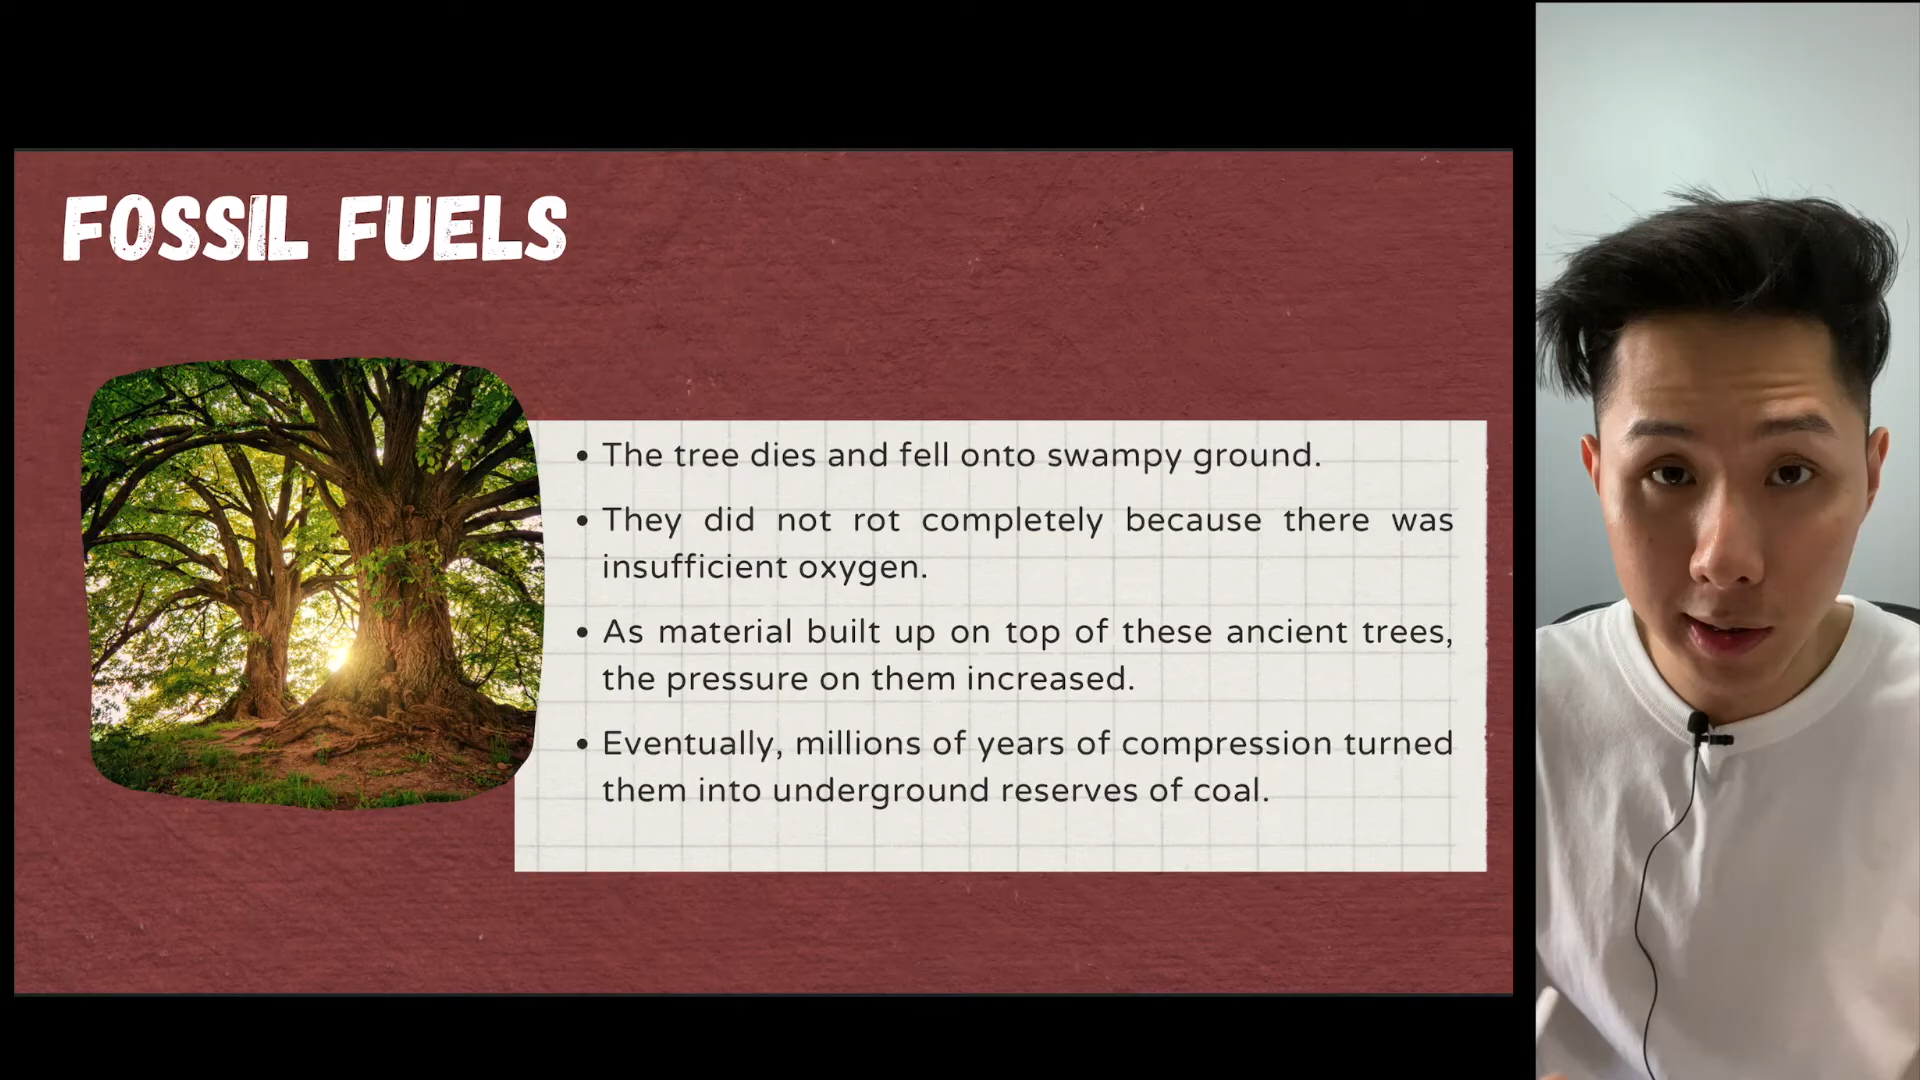 FOSSIL FUELS
• The tree dies and fell onto swampy ground.
• They did not rot completely because there was
insufficient oxygen.
• As material built up on top of these ancient trees,
the pressure on them increased.
• Eventually, millions of years of compression turned
them into underground reserves of coal.